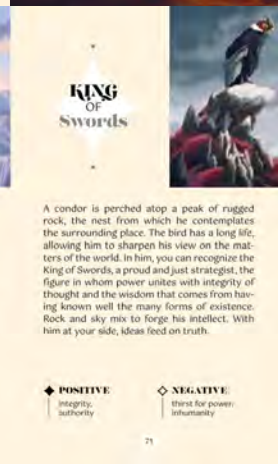 KING
OF
Swords
A condor is perched atop a peak of rugged
rock, the nest from which he contemplates
the surrounding place. The bird has a long life,
allowing him to sharpen his view on the mat-
ters of the world. In him, you can recognize the
King of Swords, a proud and just strategist, the
figure in whom power unites with integrity of
thought and the wisdom that comes from hav-
ing known well the many forms of existence.
Rock and sky mix to forge his intellect. With
him at your side, ideas feed on truth.
POSITIVE
integrity,
authority
NEGATIVE
thirst for power,
inhumanity
71